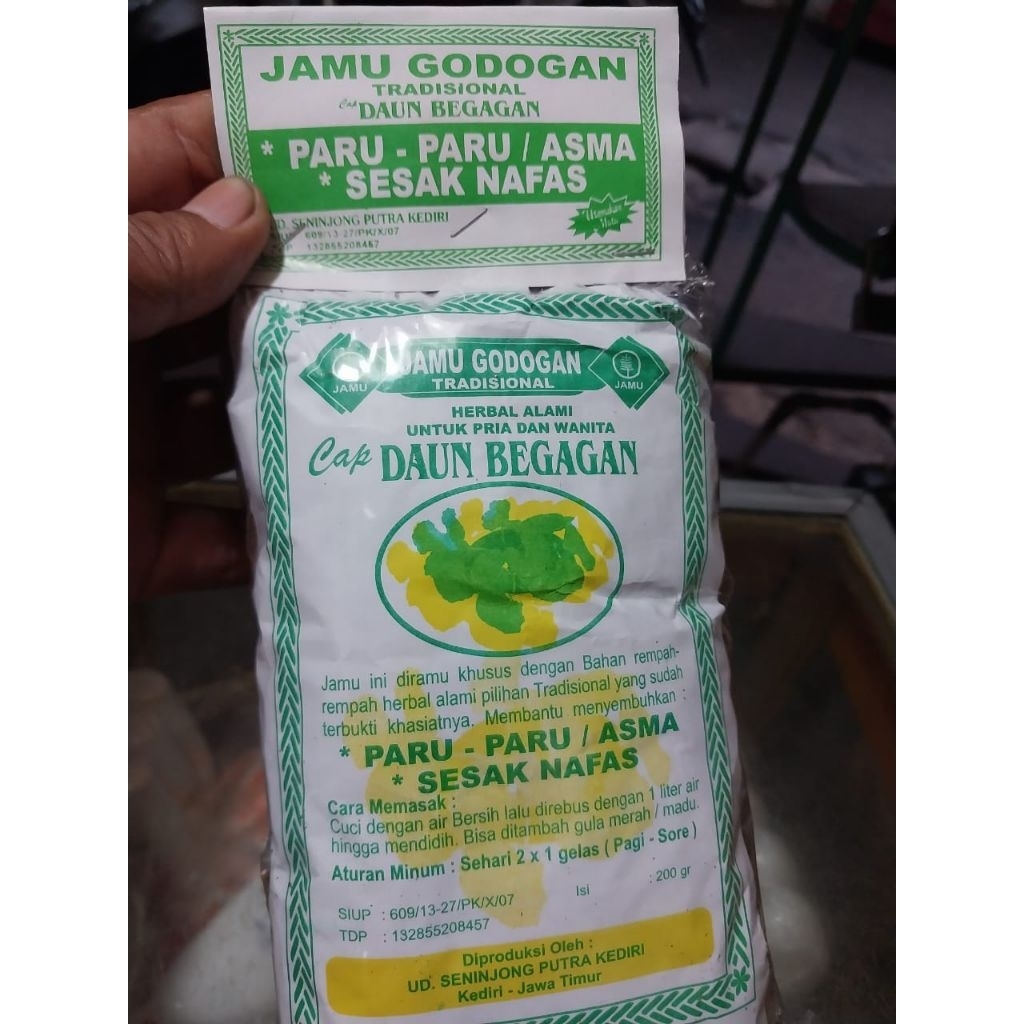 JAMU GODOGAN
TRADISIONAL
Cap DAUN BEGAGAN
* PARU - PARU / ASMA
* SESAK NAFAS
UD. SENINJONG PUTRA KEDIRI
609/13-27/PK/X/07
132855208457
JAMU
JAMU GODOGAN
TRADISIONAL
JAMU
HERBAL ALAMI
UNTUK PRIA DAN WANITA
Cap DAUN BEGAGAN
Jamu ini diramu khusus dengan Bahan rempah-
rempah herbal alami pilihan Tradisional yang sudah
terbukti khasiatnya. Membantu menyembuhkan :
* PARU - PARU / ASMA
* SESAK NAFAS
Cara Memasak :
Cuci dengan air Bersih lalu direbus dengan 1 liter air
hingga mendidih. Bisa ditambah gula merah / madu.
Aturan Minum : Sehari 2 x 1 gelas ( Pagi - Sore )
Isi : 200 gr
SIUP : 609/13-27/PK/X/07
TDP : 132855208457
Diproduksi Oleh :
UD. SENINJONG PUTRA KEDIRI
Kediri - Jawa Timur